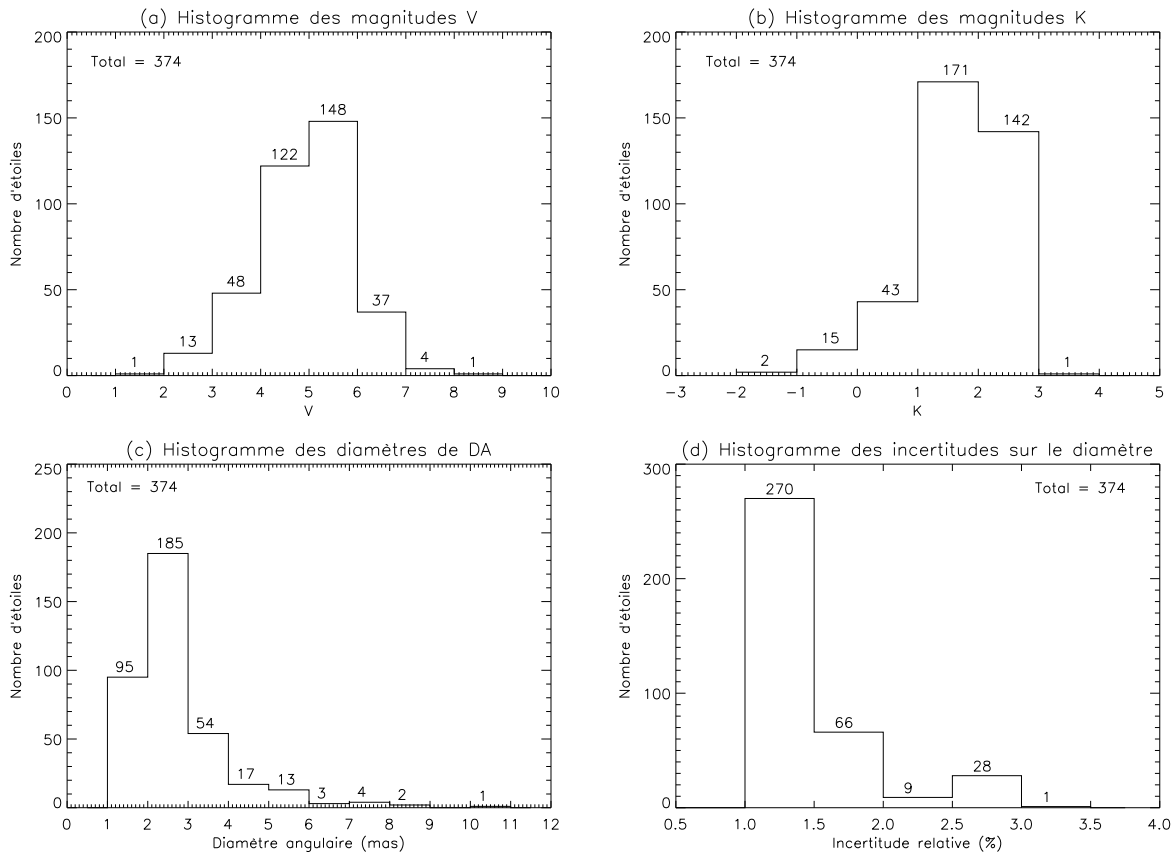 (a) Histogramme des magnitudes V
Total = 374
Nombre d'étoiles
200
150
100
50
0
1
13
48
122
148
37
4
1
0 1 2 3 4 5 6 7 8 9 10
V
(b) Histogramme des magnitudes K
Total = 374
Nombre d'étoiles
200
150
100
50
0
2
15
43
171
142
1
−3 −2 −1 0 1 2 3 4 5
K
(c) Histogramme des diamètres de DA
Total = 374
Nombre d'étoiles
250
200
150
100
50
0
95
185
54
17
13
3
4
2
1
0 1 2 3 4 5 6 7 8 9 10 11 12
Diamètre angulaire (mas)
(d) Histogramme des incertitudes sur le diamètre
Total = 374
Nombre d'étoiles
300
200
100
0
270
66
9
28
1
0.5 1.0 1.5 2.0 2.5 3.0 3.5 4.0
Incertitude relative (%)